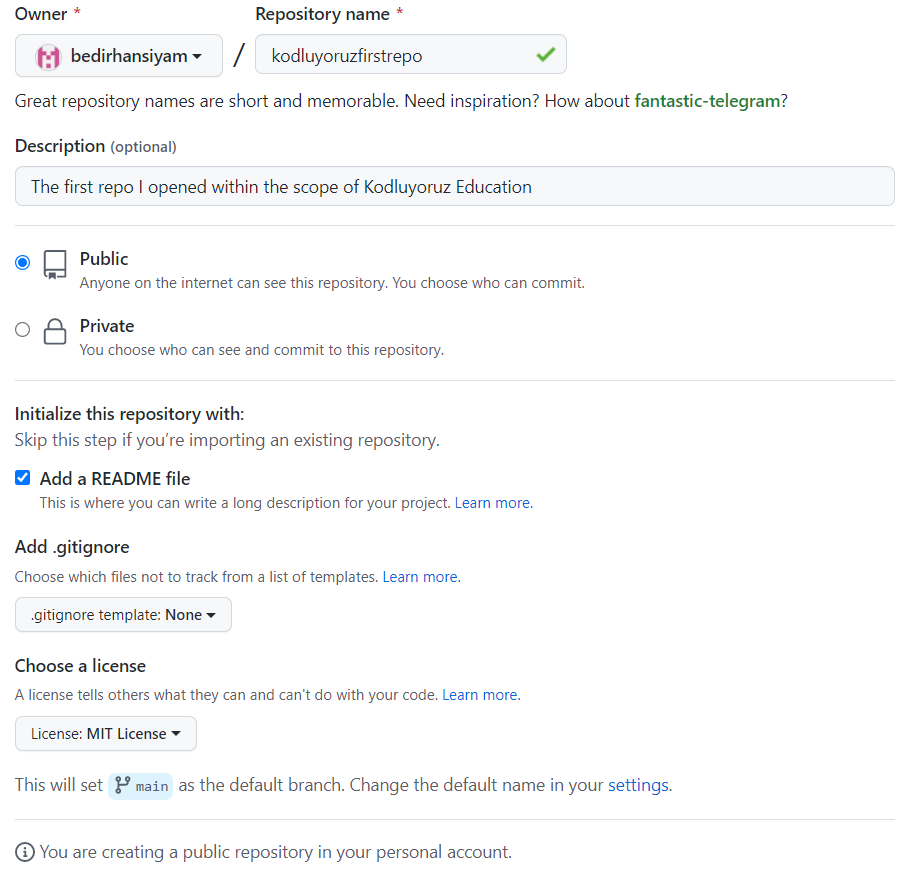 Owner * Repository name *
bedirhansiyam / kodluyoruzfirstrepo
Great repository names are short and memorable. Need inspiration? How about fantastic-telegram?
Description (optional)
The first repo I opened within the scope of Kodluyoruz Education
Public
Anyone on the internet can see this repository. You choose who can commit.
Private
You choose who can see and commit to this repository.
Initialize this repository with:
Skip this step if you’re importing an existing repository.
Add a README file
This is where you can write a long description for your project. Learn more.
Add .gitignore
Choose which files not to track from a list of templates. Learn more.
.gitignore template: None
Choose a license
A license tells others what they can and can't do with your code. Learn more.
License: MIT License
This will set main as the default branch. Change the default name in your settings.
You are creating a public repository in your personal account.